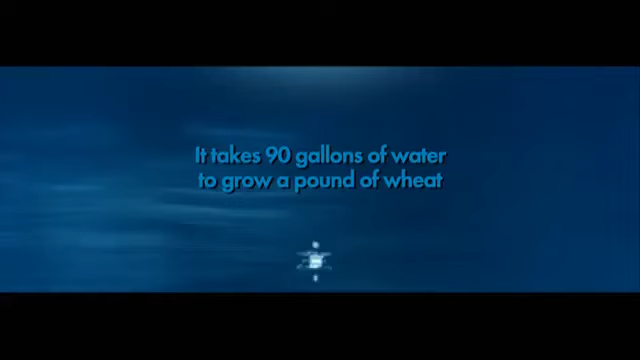 It takes 90 gallons of water
to grow a pound of wheat